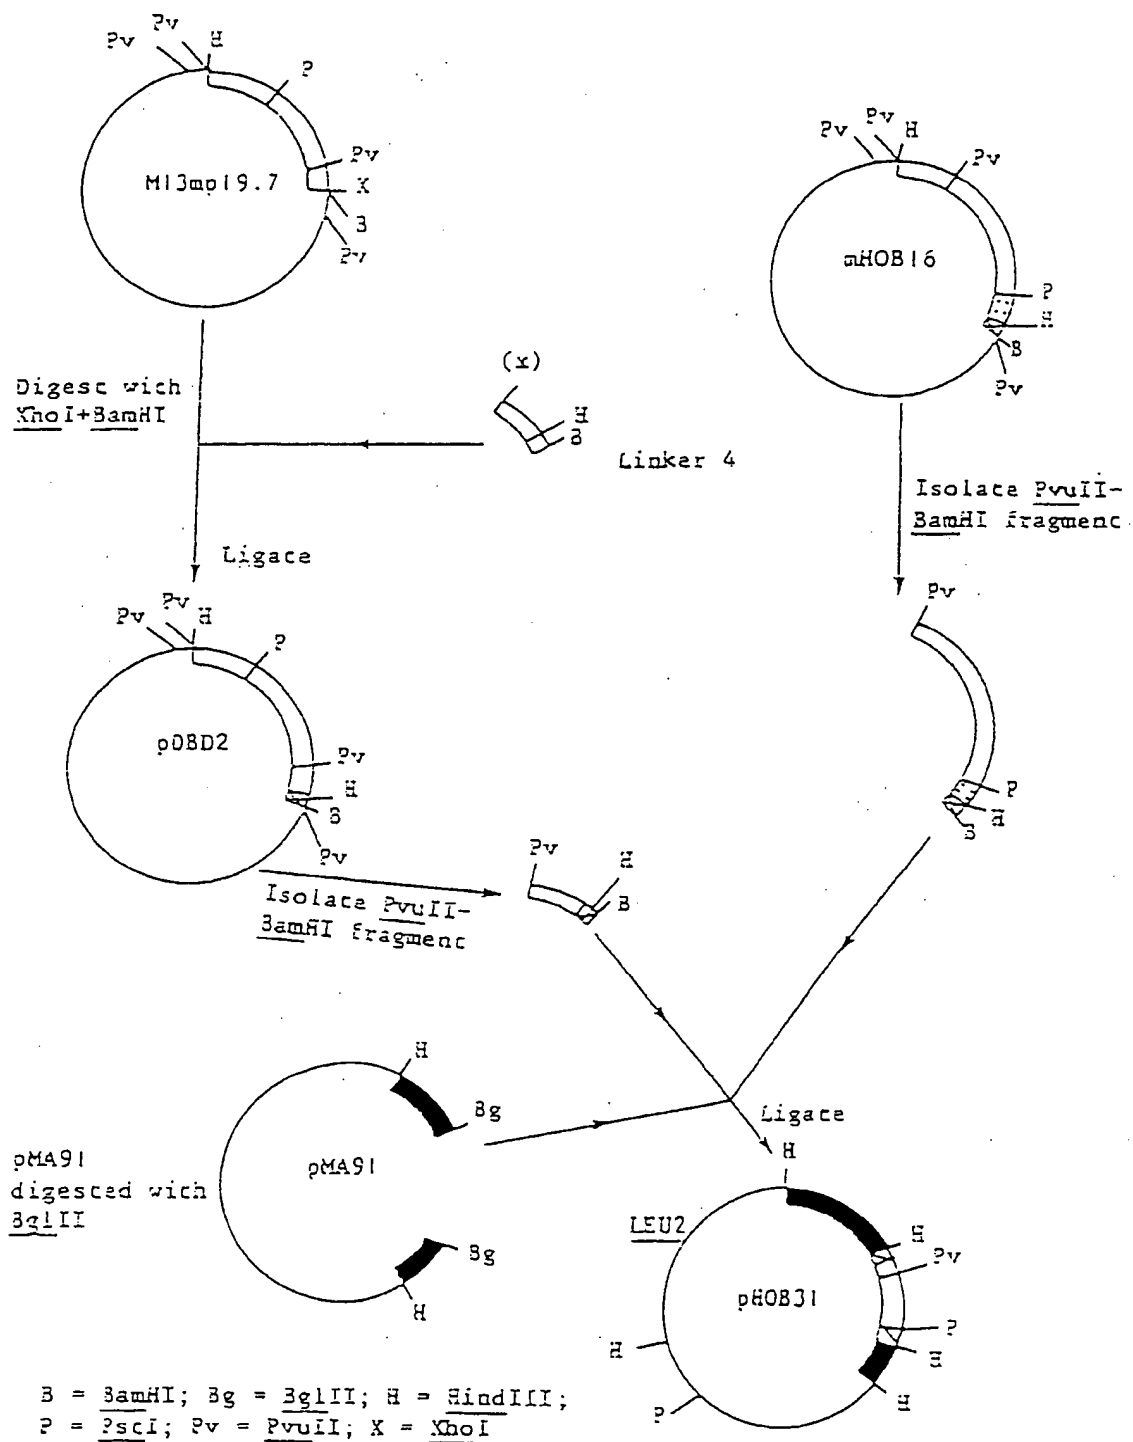 Pv Pv H
P
M13mp19.7
Pv
X
B
Pv
Pv Pv H
Pv
mHOB16
P
H
B
Pv
Digest with
XhoI+BamHI
(x)
H
B
Linker 4
Isolate PvuII-
BamHI fragment
Ligate
Pv Pv H
P
pDBD2
Pv
H
B
Pv
Pv
P
H
B
Isolate PvuII-
BamHI fragment
Pv
H
B
H
Bg
pMA91
Bg
H
pMA91
digested with
BglII
Ligate
H
LEU2
H
Pv
pHOB31
P
H
H
H
P
B = BamHI; Bg = BglII; H = HindIII;
P = PstI; Pv = PvuII; X = XhoI